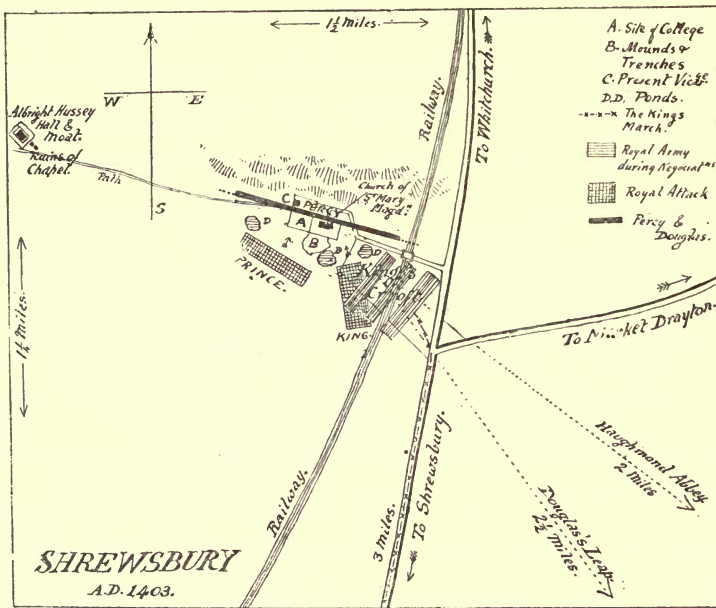 1½ Miles.
A. Site of College
B. Mounds &
Trenches
C. Present Vic
D.D. Ponds.
The Kings
March.
Royal Army
during Negociat
Royal Attack
Percy &
Douglas.
W E
S
Albright Hussey
Hall &
Moat.
Ruins of
Chapel.
Path
Railway.
To Whitchurch.
Church of
St Mary
Magdn
C PERCY
A
B
D
D
D
PRINCE.
King's
Croft
KING
1¼ Miles.
To Market Drayton
Haughmond Abbey
2 miles
Douglas's Leap
2½ Miles.
Railway.
3 miles. To Shrewsbury.
SHREWSBURY
A.D. 1403.